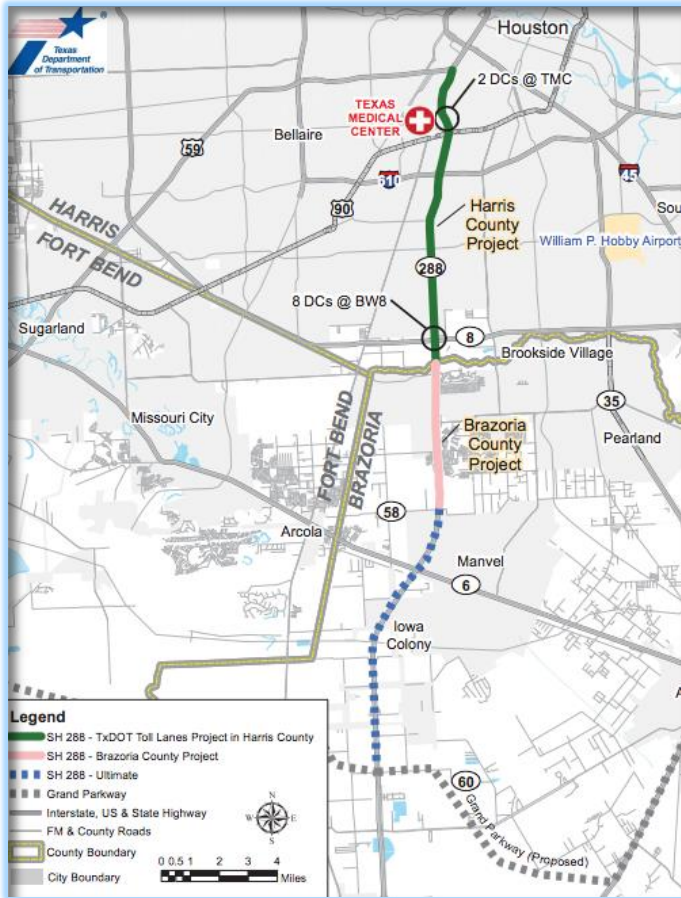 Texas
Department
of Transportation
Houston
2 DCs @ TMC
TEXAS
MEDICAL
CENTER
Bellaire
59
45
610
90
Harris
County
Project
William P. Hobby Airport
HARRIS
FORT BEND
288
8 DCs @ BW8
8
Sugarland
Brookside Village
35
Missouri City
FORT BEND
BRAZORIA
Brazoria
County
Project
Pearland
58
Arcola
Manvel
6
Iowa
Colony
60
Grand Parkway (Proposed)
Legend
SH 288 - TxDOT Toll Lanes Project in Harris County
SH 288 - Brazoria County Project
SH 288 - Ultimate
Grand Parkway
Interstate, US & State Highway
FM & County Roads
County Boundary
City Boundary
N
W E
S
0 0.5 1 2 3 4
Miles